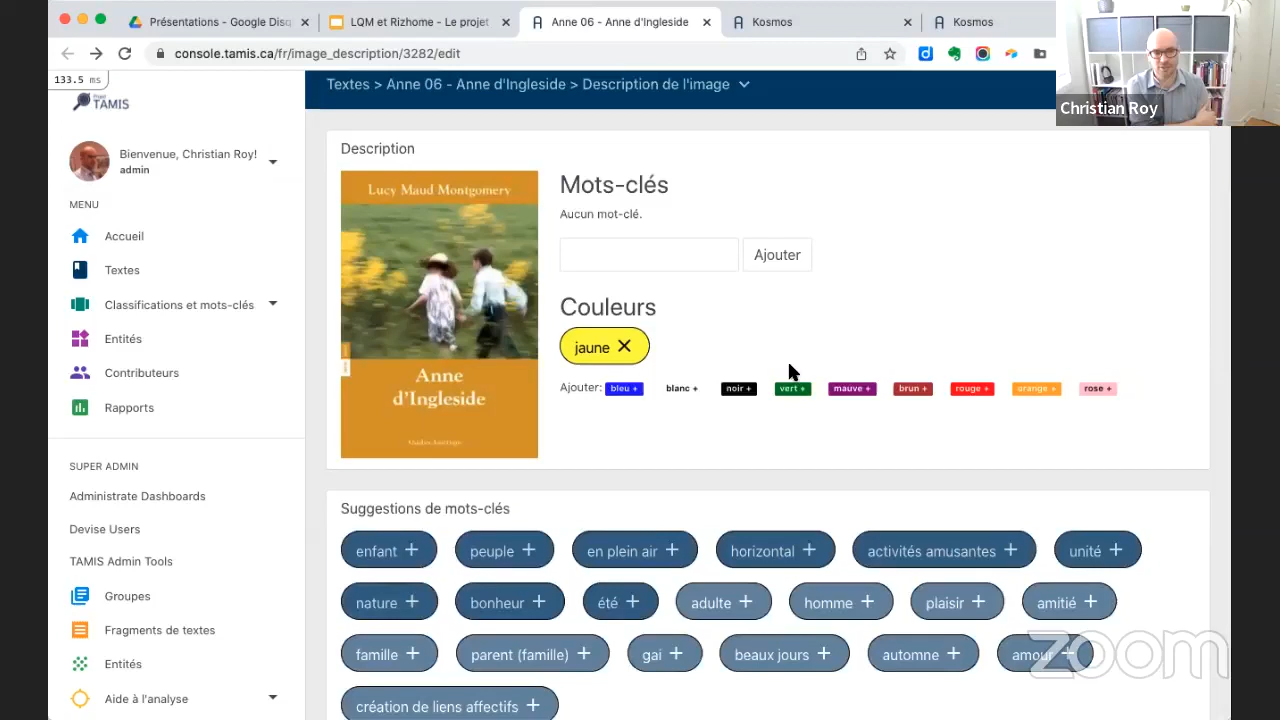 Présentations - Google Disq
LQM et Rizhome - Le projet
Anne 06 - Anne d'Ingleside
Kosmos
Kosmos
console.tamis.ca/fr/image_description/3282/edit
133.5 ms
TAMIS
Textes > Anne 06 - Anne d'Ingleside > Description de l'image
Christian Roy
Bienvenue, Christian Roy!
admin
MENU
Accueil
Textes
Classifications et mots-clés
Entités
Contributeurs
Rapports
SUPER ADMIN
Administrate Dashboards
Devise Users
TAMIS Admin Tools
Groupes
Fragments de textes
Entités
Aide à l'analyse
Description
Lucy Maud Montgomery
Anne
d'Ingleside
Mots-clés
Aucun mot-clé.
Ajouter
Couleurs
jaune
Ajouter: bleu + blanc + noir + vert + mauve + brun + rouge + orange + rose +
Suggestions de mots-clés
enfant + peuple + en plein air + horizontal + activités amusantes + unité +
nature + bonheur + été + adulte + homme + plaisir + amitié +
famille + parent (famille) + gai + beaux jours + automne + amour +
création de liens affectifs +
zoom